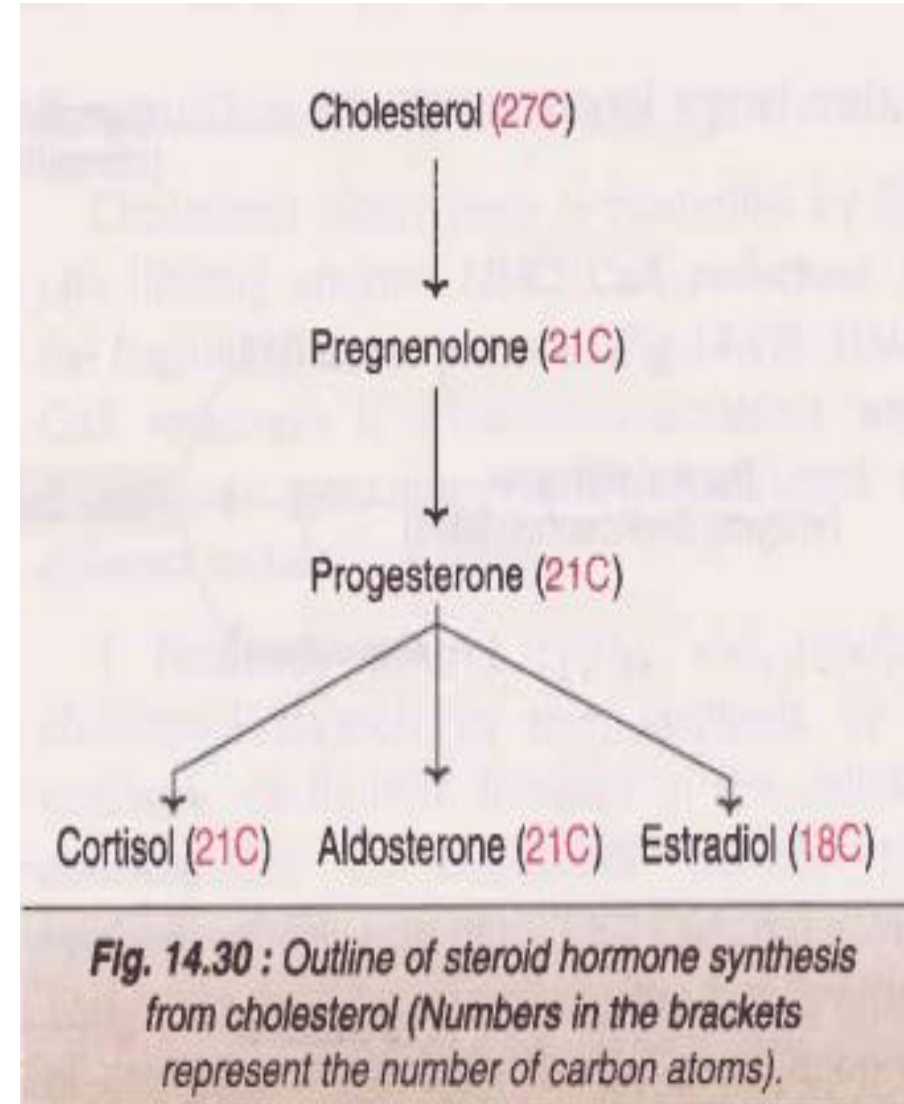 Cholesterol (27C)
Pregnenolone (21C)
Progesterone (21C)
Cortisol (21C) Aldosterone (21C) Estradiol (18C)
Fig. 14.30 : Outline of steroid hormone synthesis
from cholesterol (Numbers in the brackets
represent the number of carbon atoms).